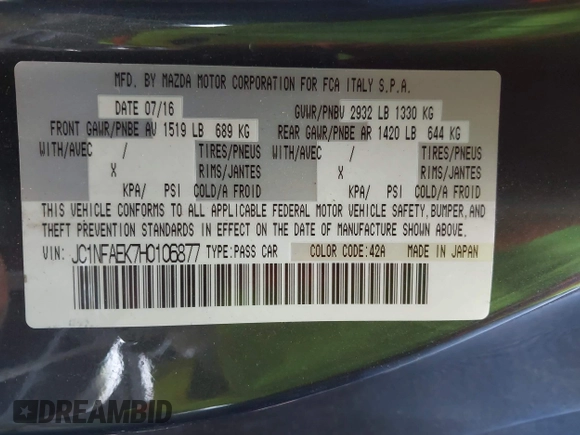 MFD. BY MAZDA MOTOR CORPORATION FOR FCA ITALY S.P.A.
DATE 07/16 GVWR/PNBV 2932 LB 1330 KG
FRONT GAWR/PNBE AV 1519 LB 689 KG REAR GAWR/PNBE AR 1420 LB 644 KG
WITH/AVEC / TIRES/PNEUS WITH/AVEC / TIRES/PNEUS
X RIMS/JANTES X RIMS/JANTES
KPA/ PSI COLD/A FROID KPA/ PSI COLD/A FROID
THIS VEHICLE CONFORMS TO ALL APPLICABLE FEDERAL MOTOR VEHICLE SAFETY, BUMPER, AND
THEFT PREVENTION STANDARDS IN EFFECT ON THE DATE OF MANUFACTURE SHOWN ABOVE.
VIN: JC1NFAEK7H0106877 TYPE:PASS CAR COLOR CODE:42A MADE IN JAPAN
DREAMBID